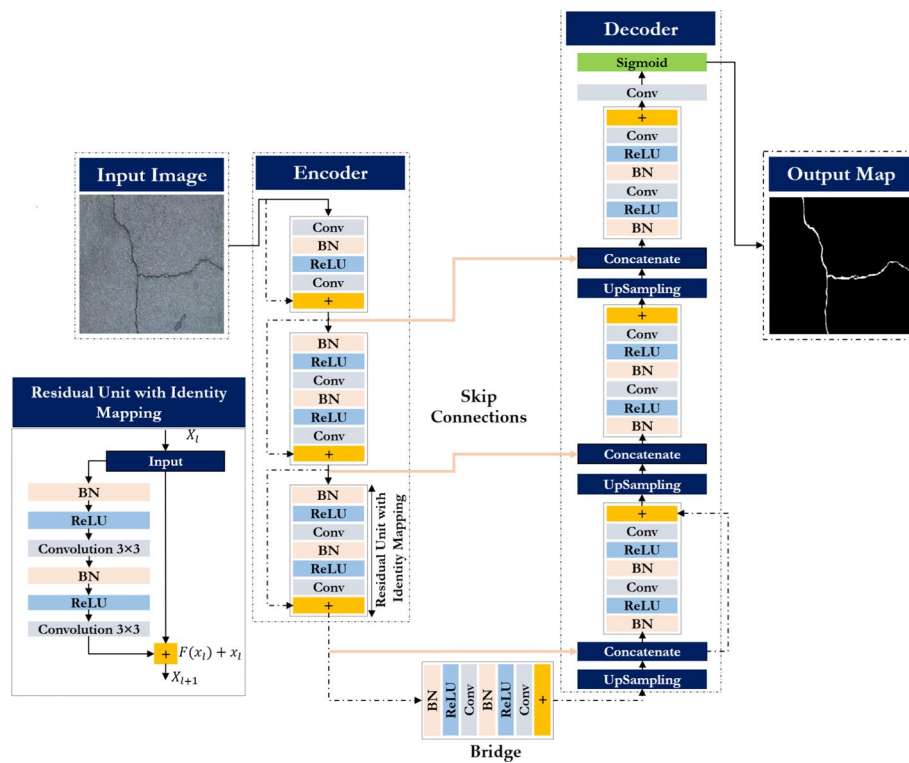 Input Image
Encoder
Conv
BN
ReLU
Conv
+
BN
ReLU
Conv
BN
ReLU
Conv
+
BN
ReLU
Conv
BN
ReLU
Conv
+
Residual Unit with
Identity Mapping
Residual Unit with Identity
Mapping
X_l
Input
BN
ReLU
Convolution 3×3
BN
ReLU
Convolution 3×3
+
F(x_l) + x_l
X_{l+1}
Skip
Connections
BN
ReLU
Conv
BN
ReLU
Conv
+
Bridge
Decoder
Sigmoid
Conv
+
Conv
ReLU
BN
Conv
ReLU
BN
Concatenate
UpSampling
+
Conv
ReLU
BN
Conv
ReLU
BN
Concatenate
UpSampling
+
Conv
ReLU
BN
Conv
ReLU
BN
Concatenate
UpSampling
Output Map